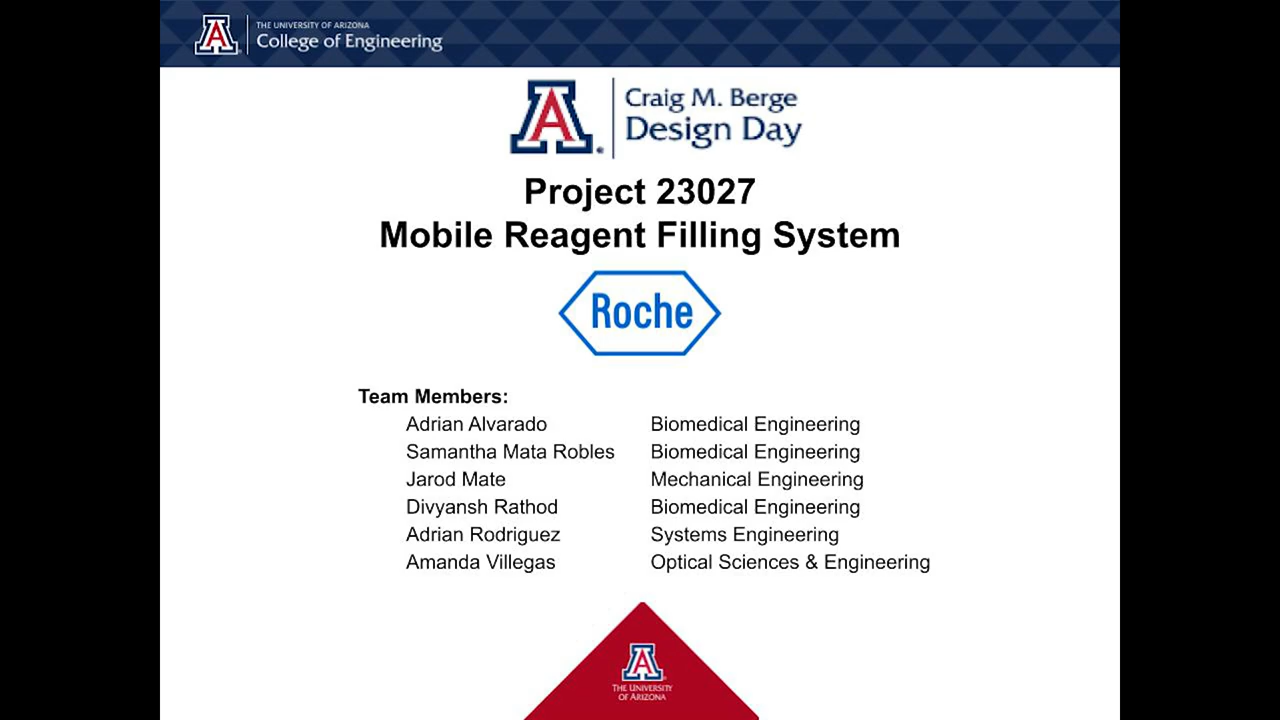 THE UNIVERSITY OF ARIZONA
College of Engineering
Craig M. Berge
Design Day
Project 23027
Mobile Reagent Filling System
Roche
Team Members:
Adrian Alvarado Biomedical Engineering
Samantha Mata Robles Biomedical Engineering
Jarod Mate Mechanical Engineering
Divyansh Rathod Biomedical Engineering
Adrian Rodriguez Systems Engineering
Amanda Villegas Optical Sciences & Engineering
A
THE UNIVERSITY
OF ARIZONA